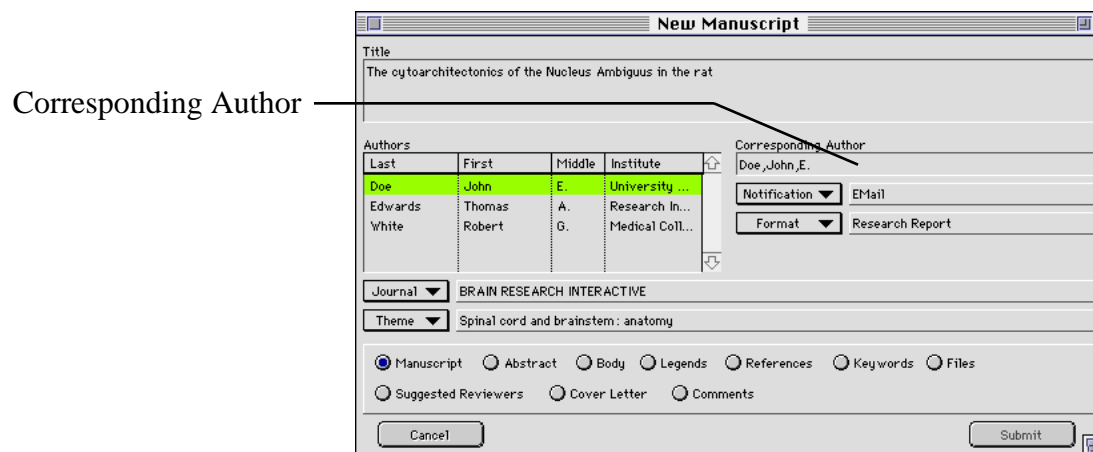 New Manuscript
Title
The cytoarchitectonics of the Nucleus Ambiguus in the rat
Corresponding Author
Authors
Last First Middle Institute
Doe John E. University ...
Edwards Thomas A. Research In...
White Robert G. Medical Coll...
Corresponding Author
Doe ,John ,E.
Notification EMail
Format Research Report
Journal BRAIN RESEARCH INTERACTIVE
Theme Spinal cord and brainstem : anatomy
Manuscript Abstract Body Legends References Keywords Files
Suggested Reviewers Cover Letter Comments
Cancel Submit